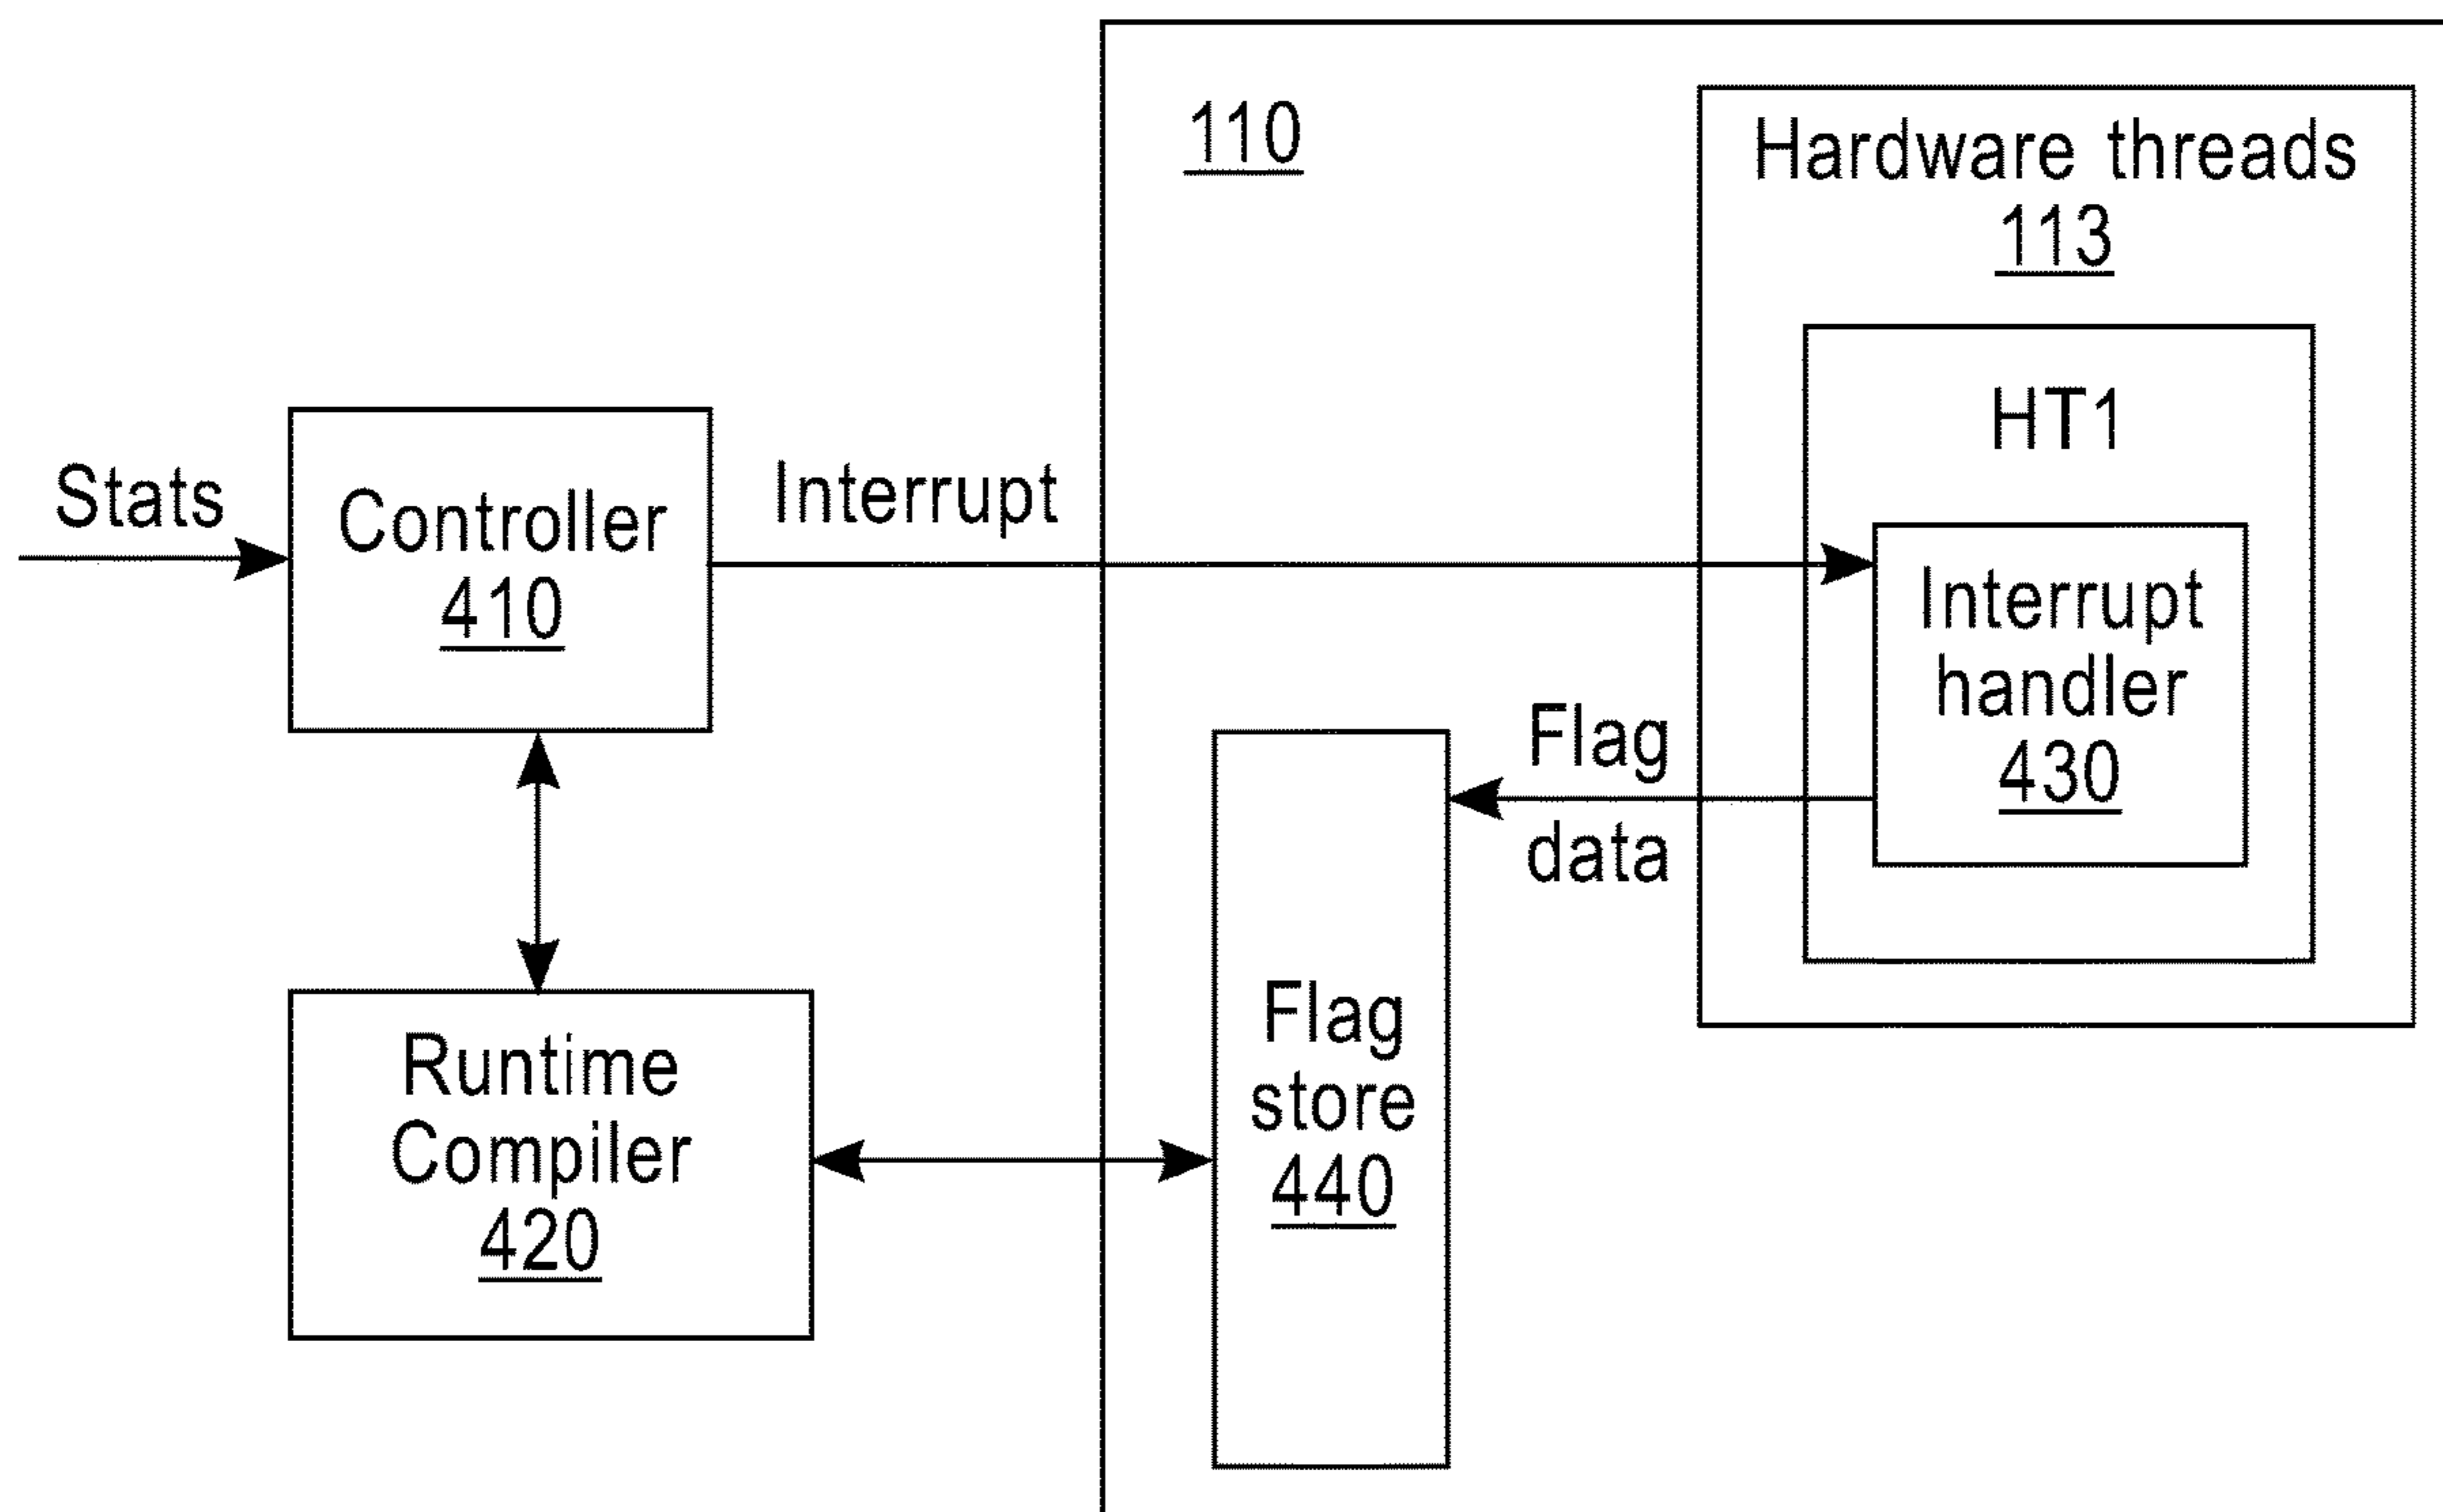 110
Hardware threads
113
HT1
Stats
Controller
410
Interrupt
Interrupt
handler
430
Flag
data
Runtime
Compiler
420
Flag
store
440